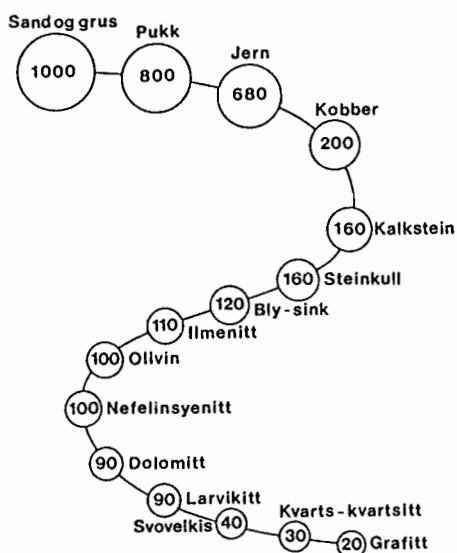 Sand og grus
1000
Pukk
800
Jern
680
Kobber
200
160 Kalkstein
160 Steinkull
120 Bly-sink
110 Ilmenitt
100 Olivin
100 Nefelinsyenitt
90 Dolomitt
90 Larvikitt
Svovelkis 40
Kvarts-kvartsitt
30
20 Grafitt